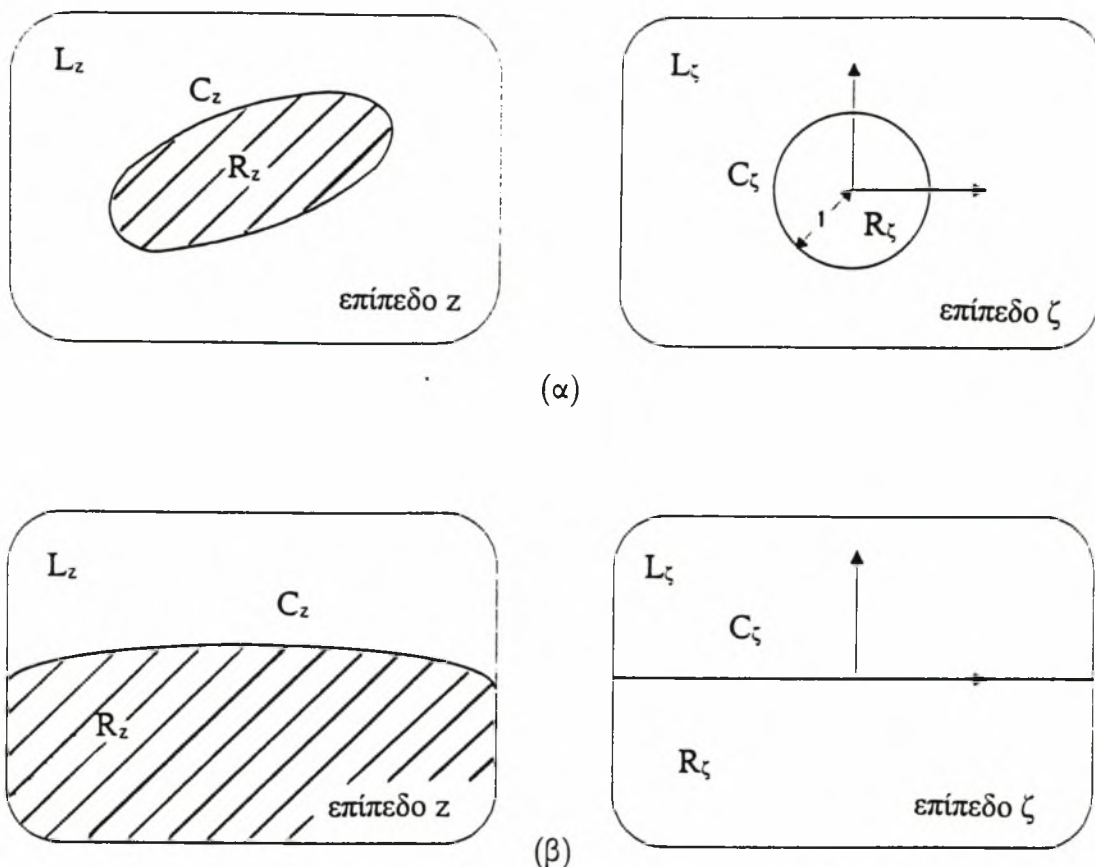 L_z
C_z
R_z
επίπεδο z
L_ζ
C_ζ
1
R_ζ
επίπεδο ζ
(α)
L_z
C_z
R_z
επίπεδο z
L_ζ
C_ζ
R_ζ
επίπεδο ζ
(β)